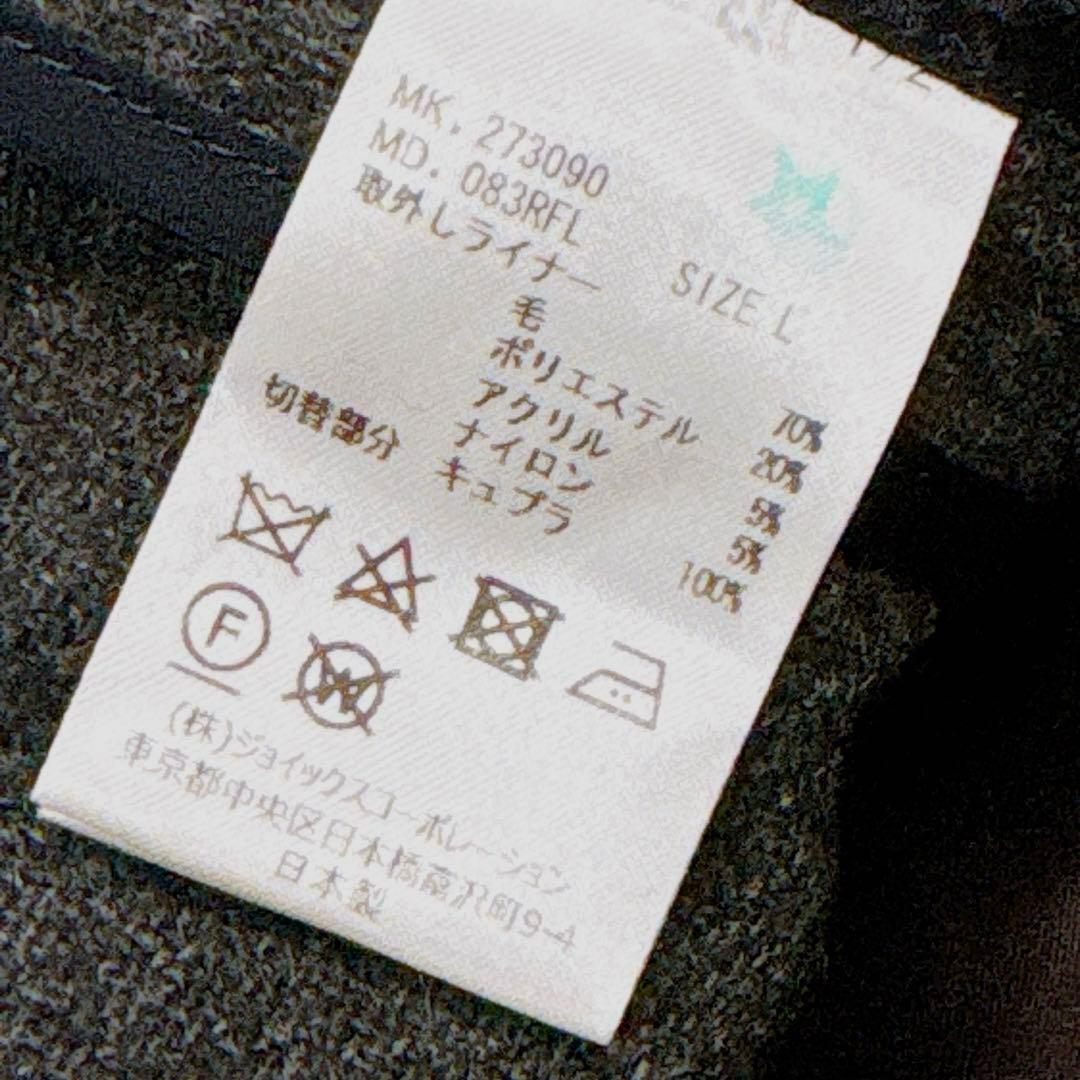 MK. 273090
MD. 083RFL
取外しライナー SIZE L
毛 70%
ポリエステル 20%
アクリル 5%
ナイロン 5%
切替部分 キュプラ 100%
F
W
(株)ジョイックスコーポレーション
東京都中央区日本橋蘿沢町9-4
日本製